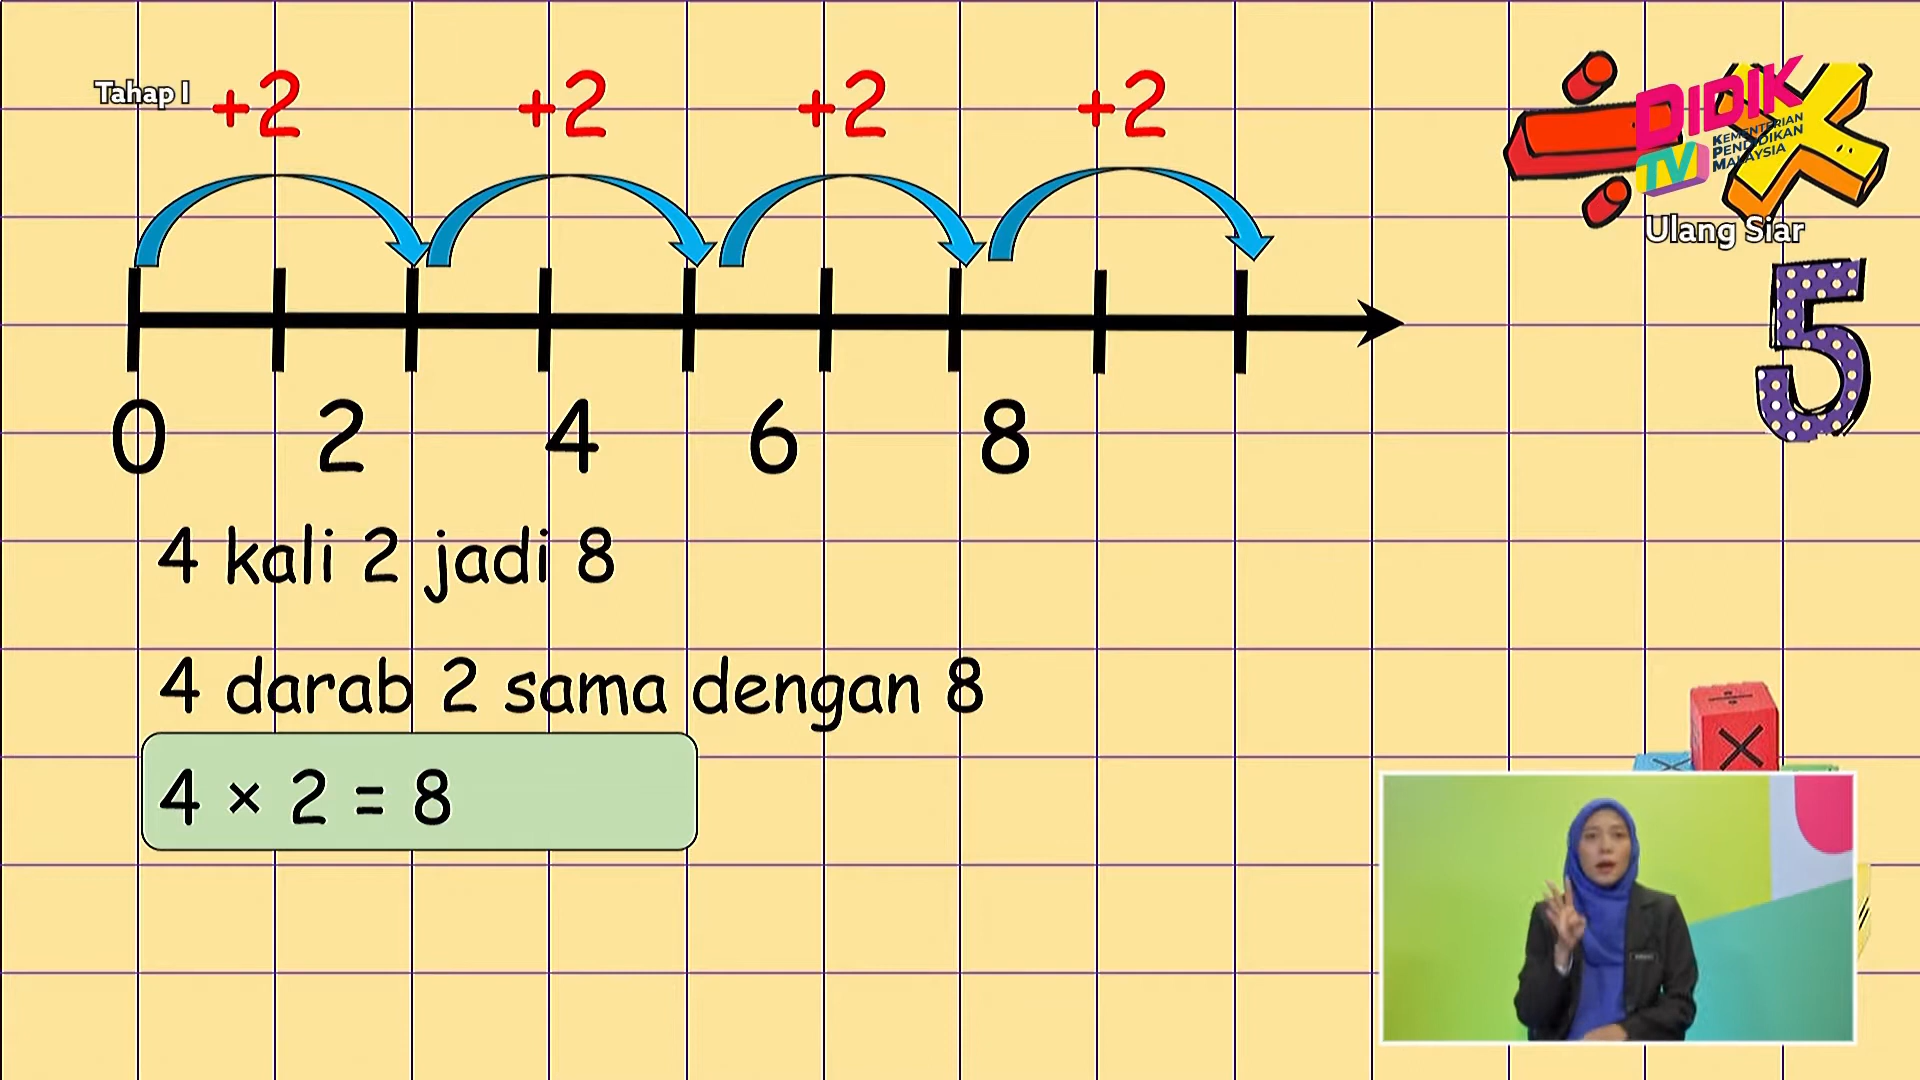 Tahap I
+2 +2 +2 +2
DIDIK
TV
KEMENTERIAN
PENDIDIKAN
MALAYSIA
Ulang Siar
5
0 2 4 6 8
4 kali 2 jadi 8
4 darab 2 sama dengan 8
4 × 2 = 8